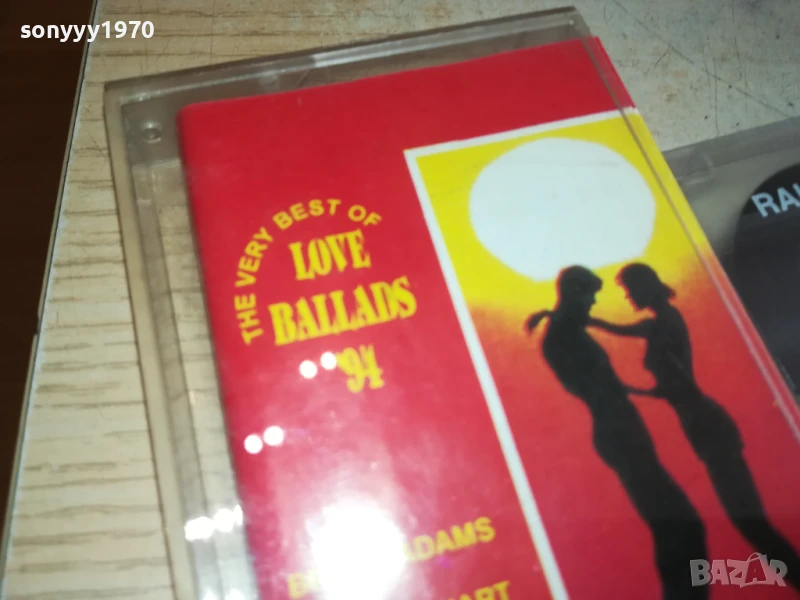 sonyyy1970
THE VERY BEST OF
LOVE
BALLADS
'94
ADAMS
BAZAR